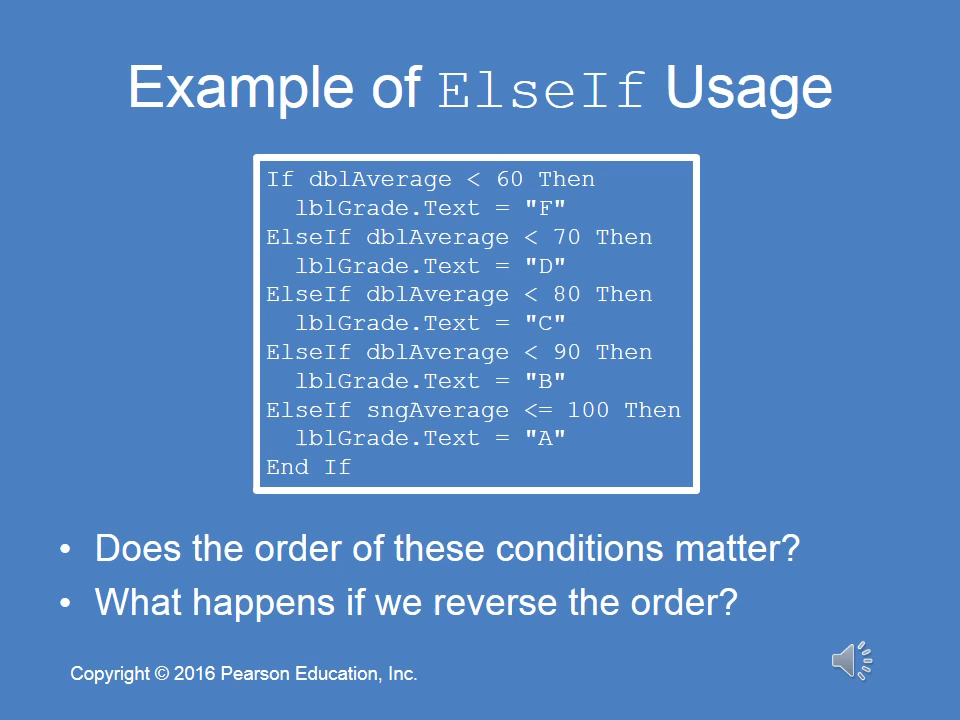 Example of ElseIf Usage
If dblAverage < 60 Then
  lblGrade.Text = "F"
ElseIf dblAverage < 70 Then
  lblGrade.Text = "D"
ElseIf dblAverage < 80 Then
  lblGrade.Text = "C"
ElseIf dblAverage < 90 Then
  lblGrade.Text = "B"
ElseIf sngAverage <= 100 Then
  lblGrade.Text = "A"
End If
• Does the order of these conditions matter?
• What happens if we reverse the order?
Copyright © 2016 Pearson Education, Inc.